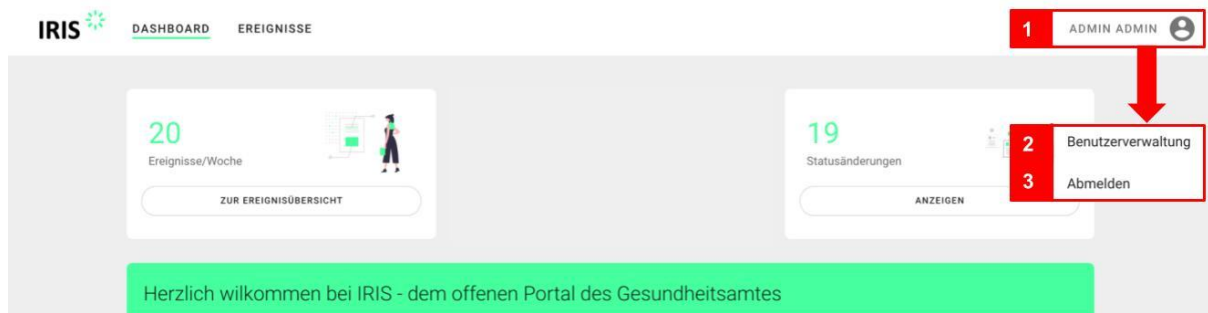 IRIS DASHBOARD EREIGNISSE 1 ADMIN ADMIN
20
Ereignisse/Woche
ZUR EREIGNISÜBERSICHT
19
Statusänderungen
ANZEIGEN
2 Benutzerverwaltung
3 Abmelden
Herzlich wilkommen bei IRIS - dem offenen Portal des Gesundheitsamtes